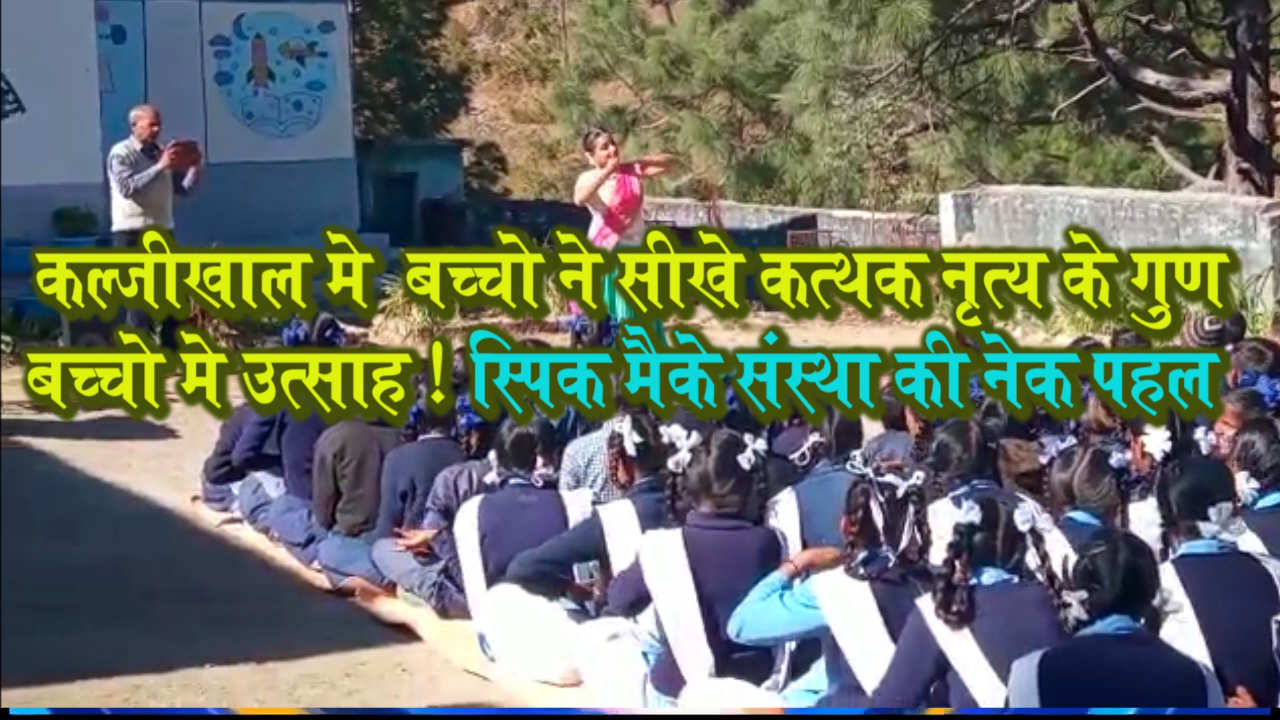 कल्जीखाल मे बच्चो ने सीखे कत्थक नृत्य के गुण
बच्चो मे उत्साह ! स्पिक मैके संस्था की नेक पहल